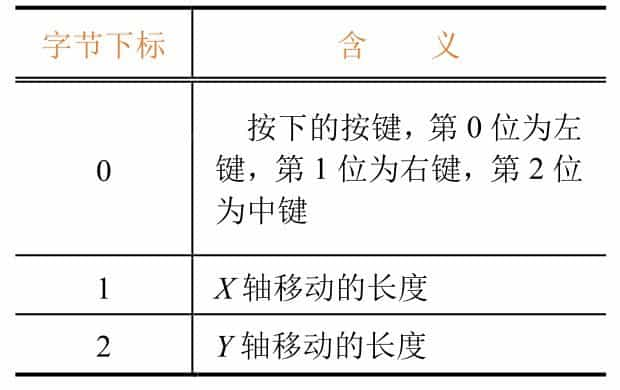 字节下标 含 义
0 按下的按键，第 0 位为左
键，第 1 位为右键，第 2 位
为中键
1 X 轴移动的长度
2 Y 轴移动的长度